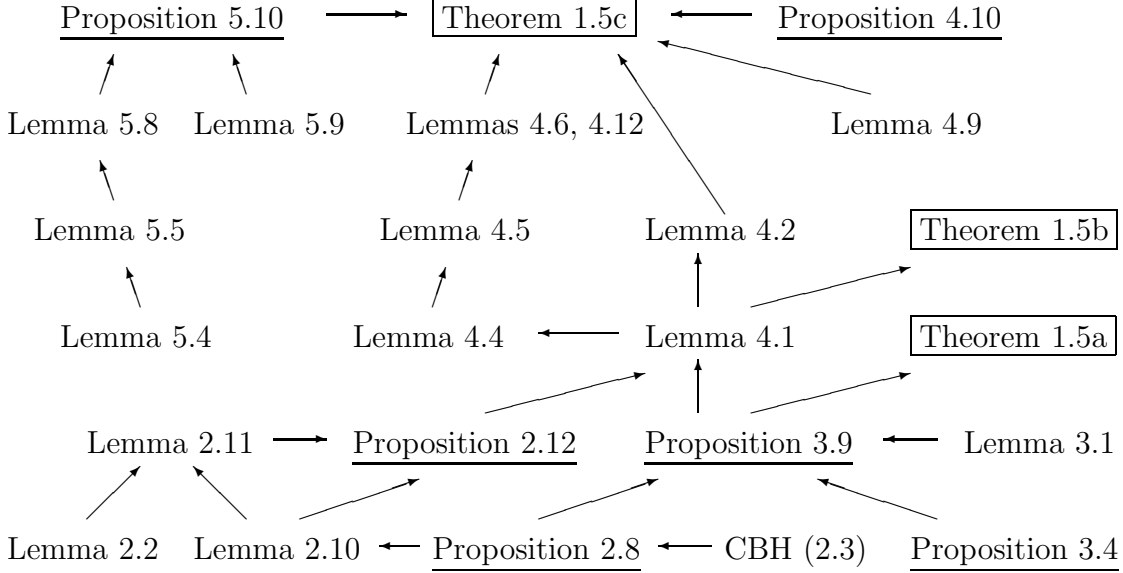 Proposition 5.10 Theorem 1.5c Proposition 4.10
Lemma 5.8 Lemma 5.9 Lemmas 4.6, 4.12 Lemma 4.9
Lemma 5.5 Lemma 4.5 Lemma 4.2 Theorem 1.5b
Lemma 5.4 Lemma 4.4 Lemma 4.1 Theorem 1.5a
Lemma 2.11 Proposition 2.12 Proposition 3.9 Lemma 3.1
Lemma 2.2 Lemma 2.10 Proposition 2.8 CBH (2.3) Proposition 3.4